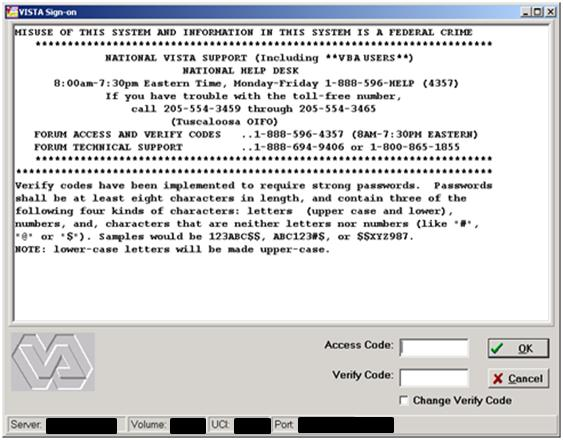 VISTA Sign-on
MISUSE OF THIS SYSTEM AND INFORMATION IN THIS SYSTEM IS A FEDERAL CRIME
**********************************************************************
NATIONAL VISTA SUPPORT (Including **VBA USERS**)
NATIONAL HELP DESK
8:00am-7:30pm Eastern Time, Monday-Friday 1-888-596-HELP (4357)
If you have trouble with the toll-free number,
call 205-554-3459 through 205-554-3465
(Tuscaloosa OIFO)
FORUM ACCESS AND VERIFY CODES ..1-888-596-4357 (8AM-7:30PM EASTERN)
FORUM TECHNICAL SUPPORT ..1-888-694-9406 or 1-800-865-1855
**********************************************************************
*************************************************************************
Verify codes have been implemented to require strong passwords. Passwords
shall be at least eight characters in length, and contain three of the
following four kinds of characters: letters (upper case and lower),
numbers, and, characters that are neither letters nor numbers (like "#",
"@" or "$"). Samples would be 123ABC$$, ABC123#$, or $$XYZ987.
NOTE: lower-case letters will be made upper-case.
Access Code:
OK
Verify Code:
Cancel
Change Verify Code
Server: Volume: UCI: Port: